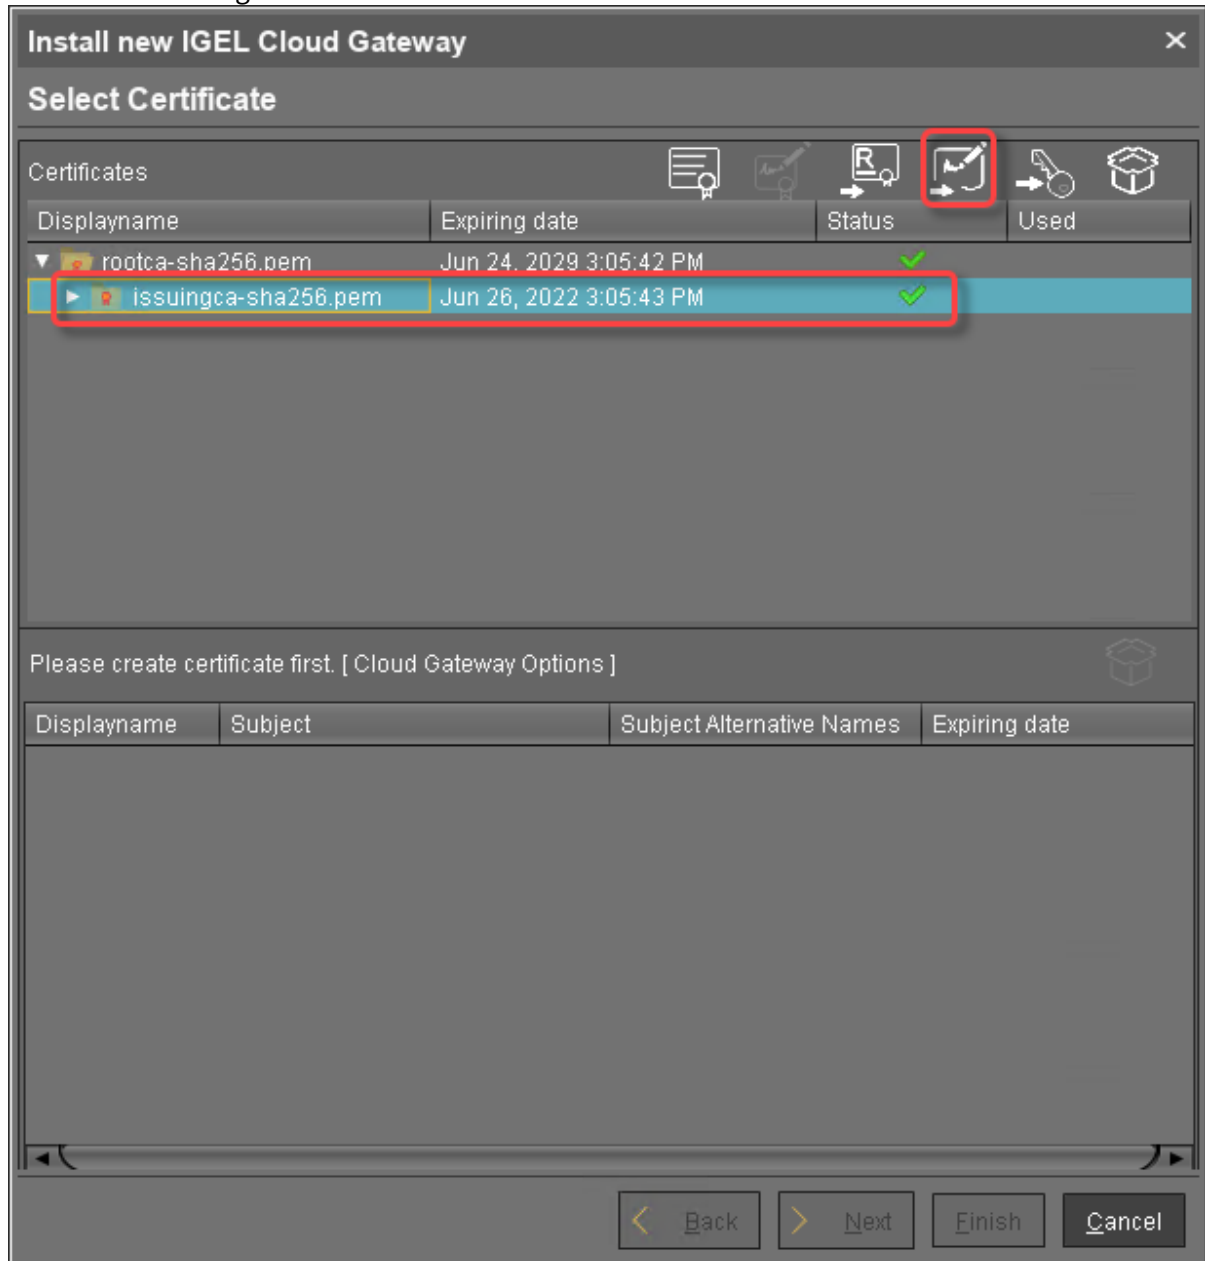 Install new IGEL Cloud Gateway
Select Certificate
Certificates
Displayname Expiring date Status Used
rootca-sha256.pem Jun 24, 2029 3:05:42 PM
issuingca-sha256.pem Jun 26, 2022 3:05:43 PM
Please create certificate first. [ Cloud Gateway Options ]
Displayname Subject Subject Alternative Names Expiring date
Back Next Finish Cancel